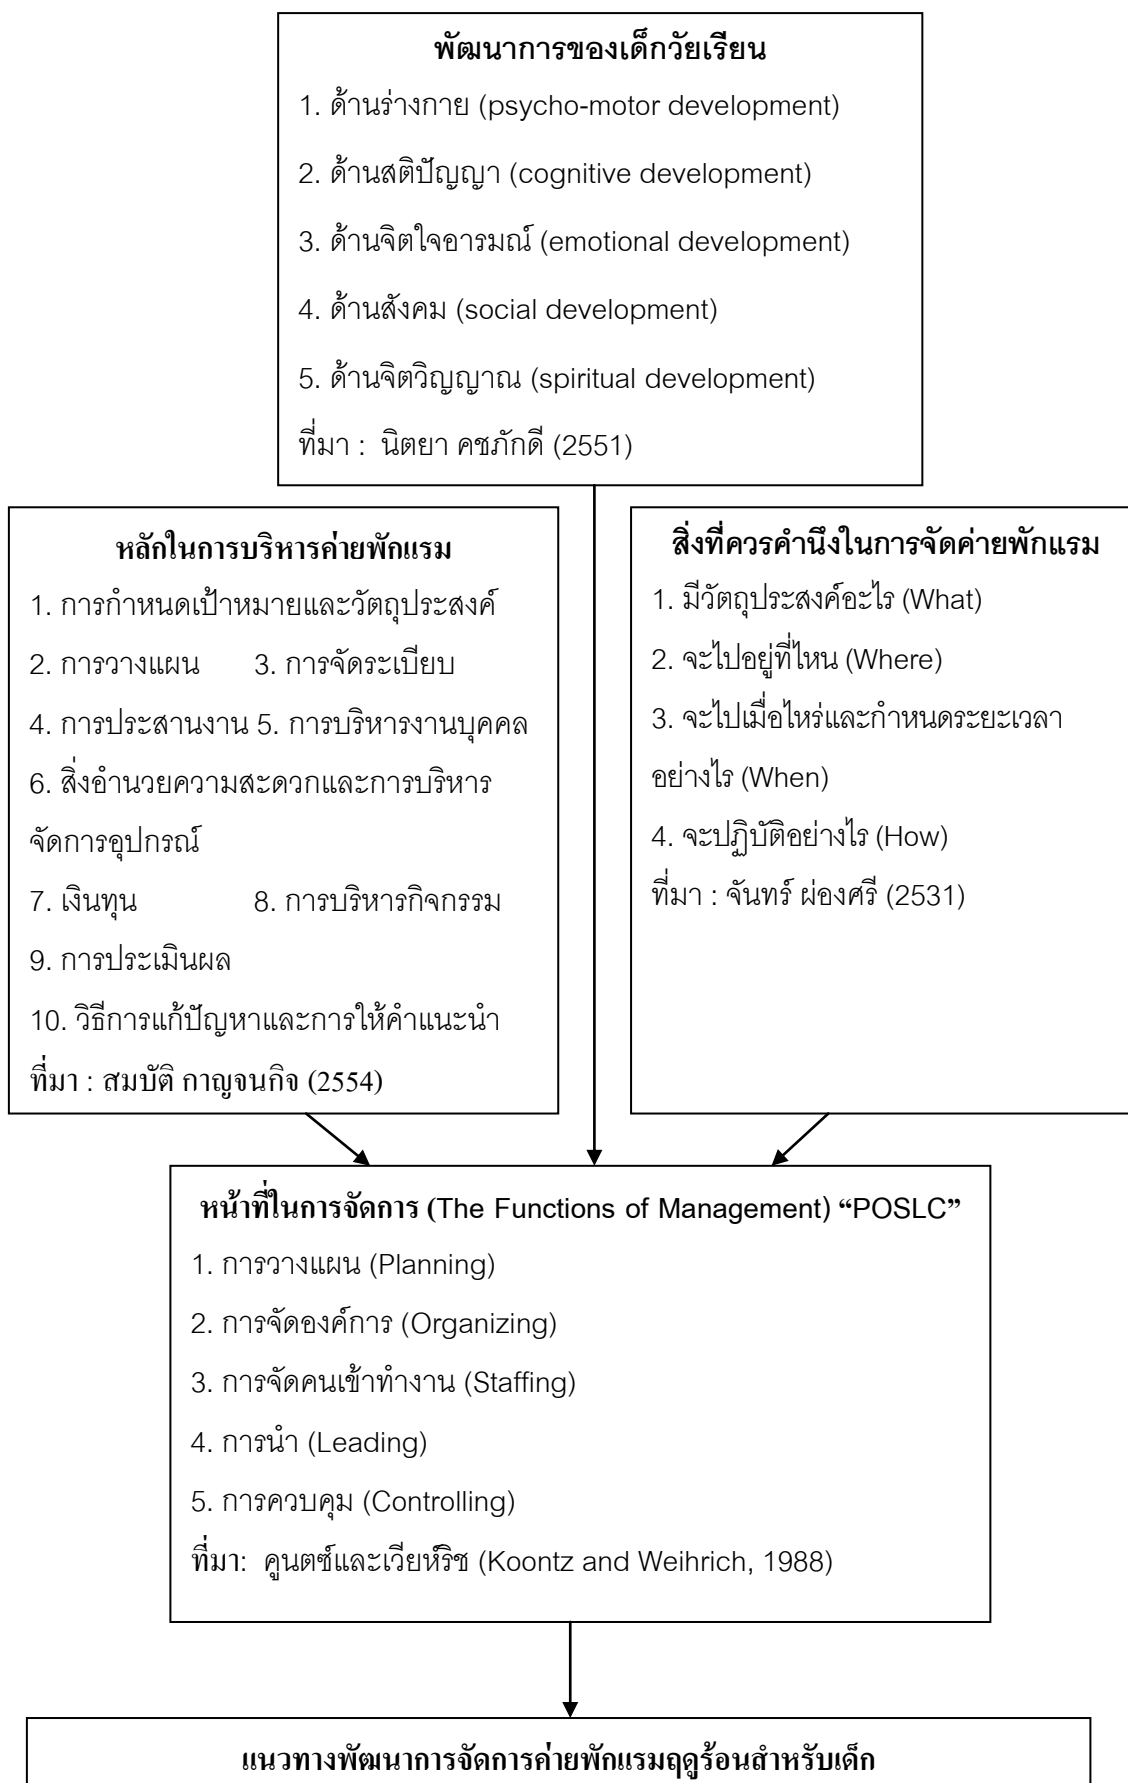 พัฒนาการของเด็กวัยเรียน
1. ด้านร่างกาย (psycho-motor development)
2. ด้านสติปัญญา (cognitive development)
3. ด้านจิตใจอารมณ์ (emotional development)
4. ด้านสังคม (social development)
5. ด้านจิตวิญญาณ (spiritual development)
ที่มา : นิตยา คชภักดี (2551)
หลักในการบริหารค่ายพักแรม
1. การกำหนดเป้าหมายและวัตถุประสงค์
2. การวางแผน 3. การจัดระเบียบ
4. การประสานงาน 5. การบริหารงานบุคคล
6. สิ่งอำนวยความสะดวกและการบริหาร
จัดการอุปกรณ์
7. เงินทุน 8. การบริหารกิจกรรม
9. การประเมินผล
10. วิธีการแก้ปัญหาและการให้คำแนะนำ
ที่มา : สมบัติ กาญจนกิจ (2554)
สิ่งที่ควรคำนึงในการจัดค่ายพักแรม
1. มีวัตถุประสงค์อะไร (What)
2. จะไปอยู่ที่ไหน (Where)
3. จะไปเมื่อไหร่และกำหนดระยะเวลา
อย่างไร (When)
4. จะปฏิบัติอย่างไร (How)
ที่มา : จันทร์ ผ่องศรี (2531)
หน้าที่ในการจัดการ (The Functions of Management) “POSLC”
1. การวางแผน (Planning)
2. การจัดองค์การ (Organizing)
3. การจัดคนเข้าทำงาน (Staffing)
4. การนำ (Leading)
5. การควบคุม (Controlling)
ที่มา: คูนตซ์และเวียห์ริช (Koontz and Weihrich, 1988)
แนวทางพัฒนาการจัดการค่ายพักแรมฤดูร้อนสำหรับเด็ก